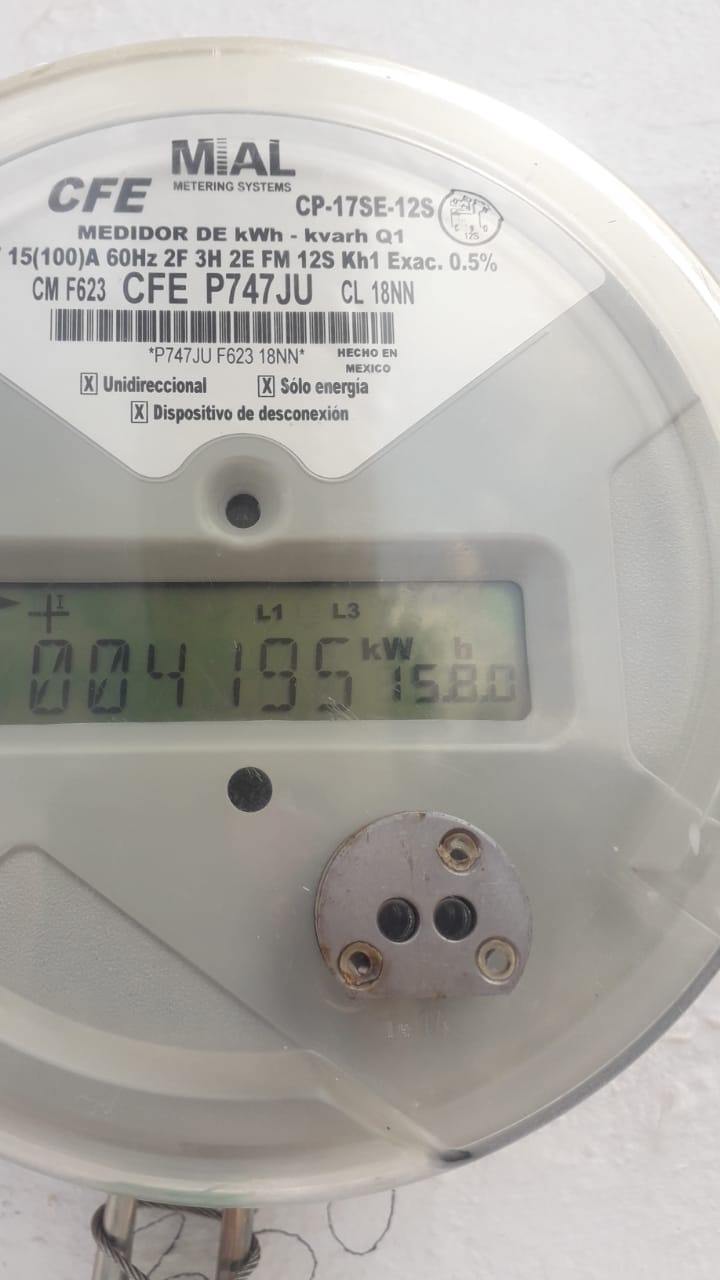 MIAL
METERING SYSTEMS
CFE
CP-17SE-12S
12S
MEDIDOR DE kWh - kvarh Q1
15(100)A 60Hz 2F 3H 2E FM 12S Kh1 Exac. 0.5%
CM F623 CFE P747JU CL 18NN
*P747JU F623 18NN*
HECHO EN
MEXICO
X Unidireccional X Sólo energía
X Dispositivo de desconexión
L1 L3
004195 kW b 15.8.0